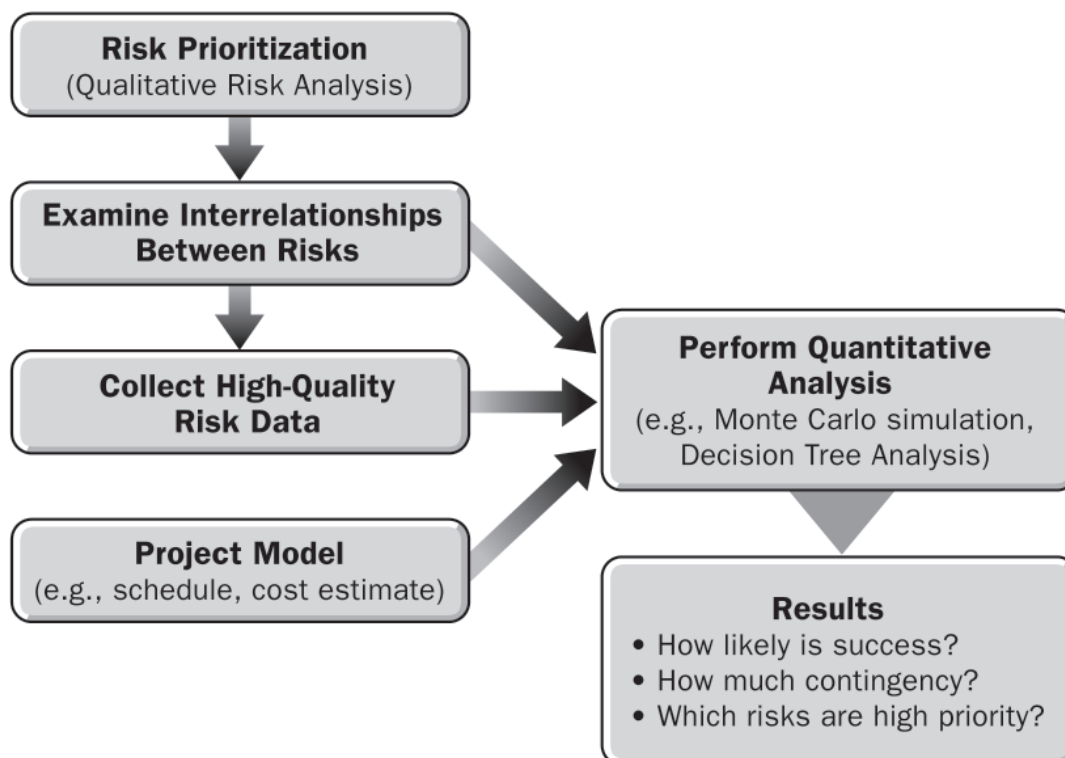 Risk Prioritization
(Qualitative Risk Analysis)
Examine Interrelationships
Between Risks
Collect High-Quality
Risk Data
Project Model
(e.g., schedule, cost estimate)
Perform Quantitative
Analysis
(e.g., Monte Carlo simulation,
Decision Tree Analysis)
Results
• How likely is success?
• How much contingency?
• Which risks are high priority?